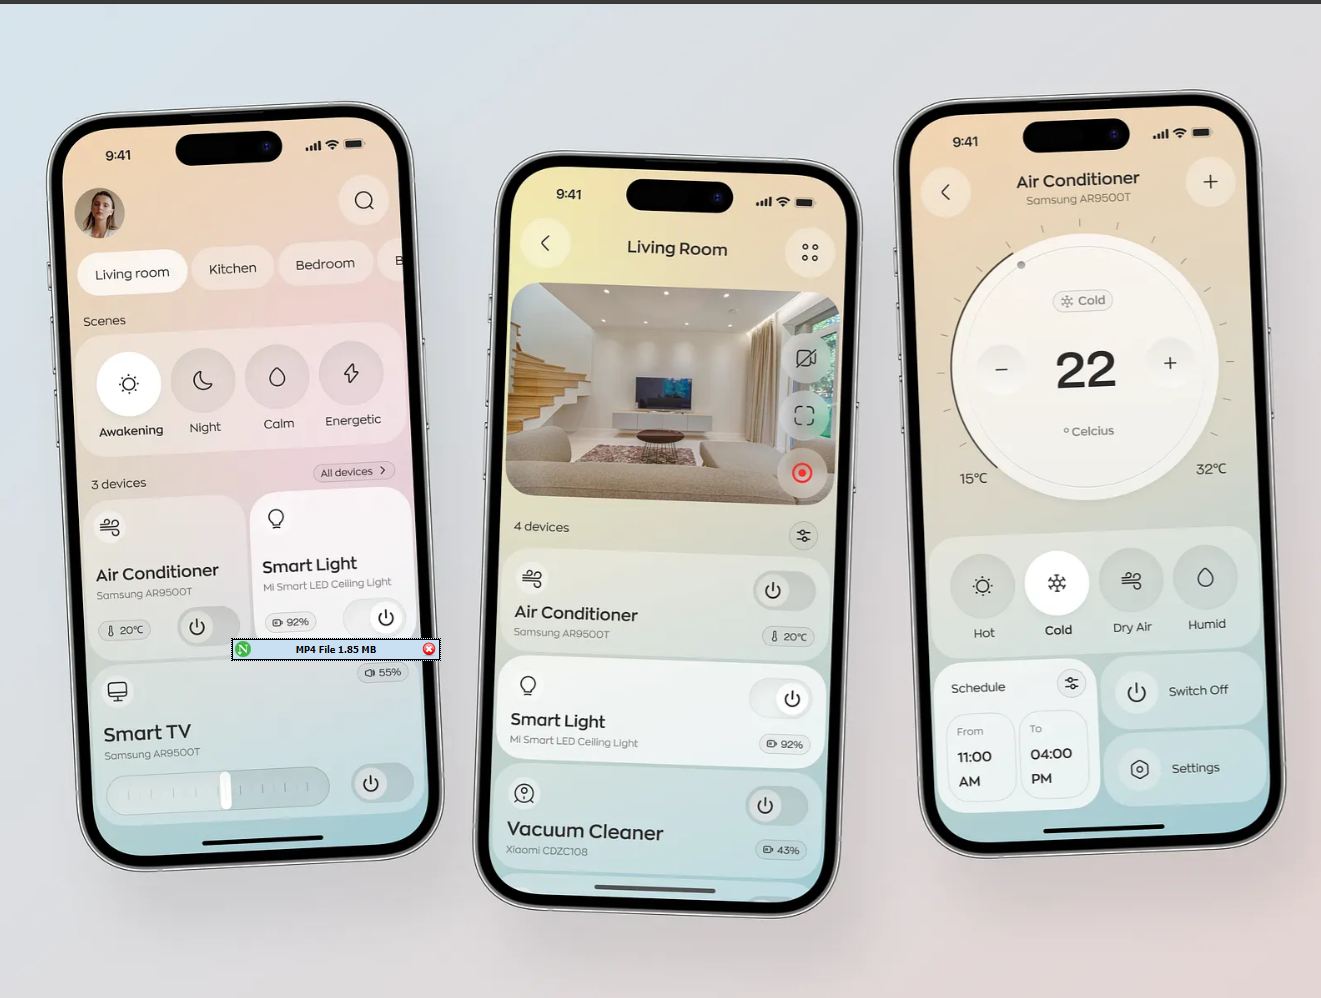 9:41
Living room
Kitchen
Bedroom
B
Scenes
Awakening
Night
Calm
Energetic
3 devices
All devices
Air Conditioner
Samsung AR9500T
20°C
Smart Light
Mi Smart LED Ceiling Light
92%
MP4 File 1.85 MB
55%
Smart TV
Samsung AR9500T
9:41
Living Room
4 devices
Air Conditioner
Samsung AR9500T
20°C
Smart Light
Mi Smart LED Ceiling Light
92%
Vacuum Cleaner
Xiaomi CDZC108
43%
9:41
Air Conditioner
Samsung AR9500T
Cold
22
° Celcius
15°C
32°C
Hot
Cold
Dry Air
Humid
Schedule
From
11:00
AM
To
04:00
PM
Switch Off
Settings